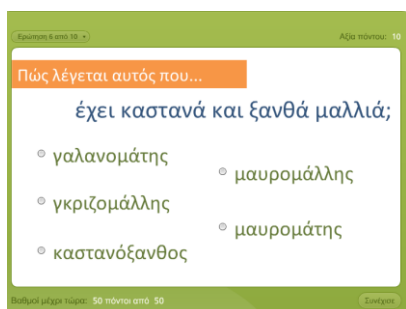 Ερώτηση 6 από 10
Αξία πόντου: 10
Πώς λέγεται αυτός που...
έχει καστανά και ξανθά μαλλιά;
γαλανομάτης
μαυρομάλλης
γκριζομάλλης
μαυρομάτης
καστανόξανθος
Βαθμοί μέχρι τώρα: 50 πόντοι από 50
Συνέχισε